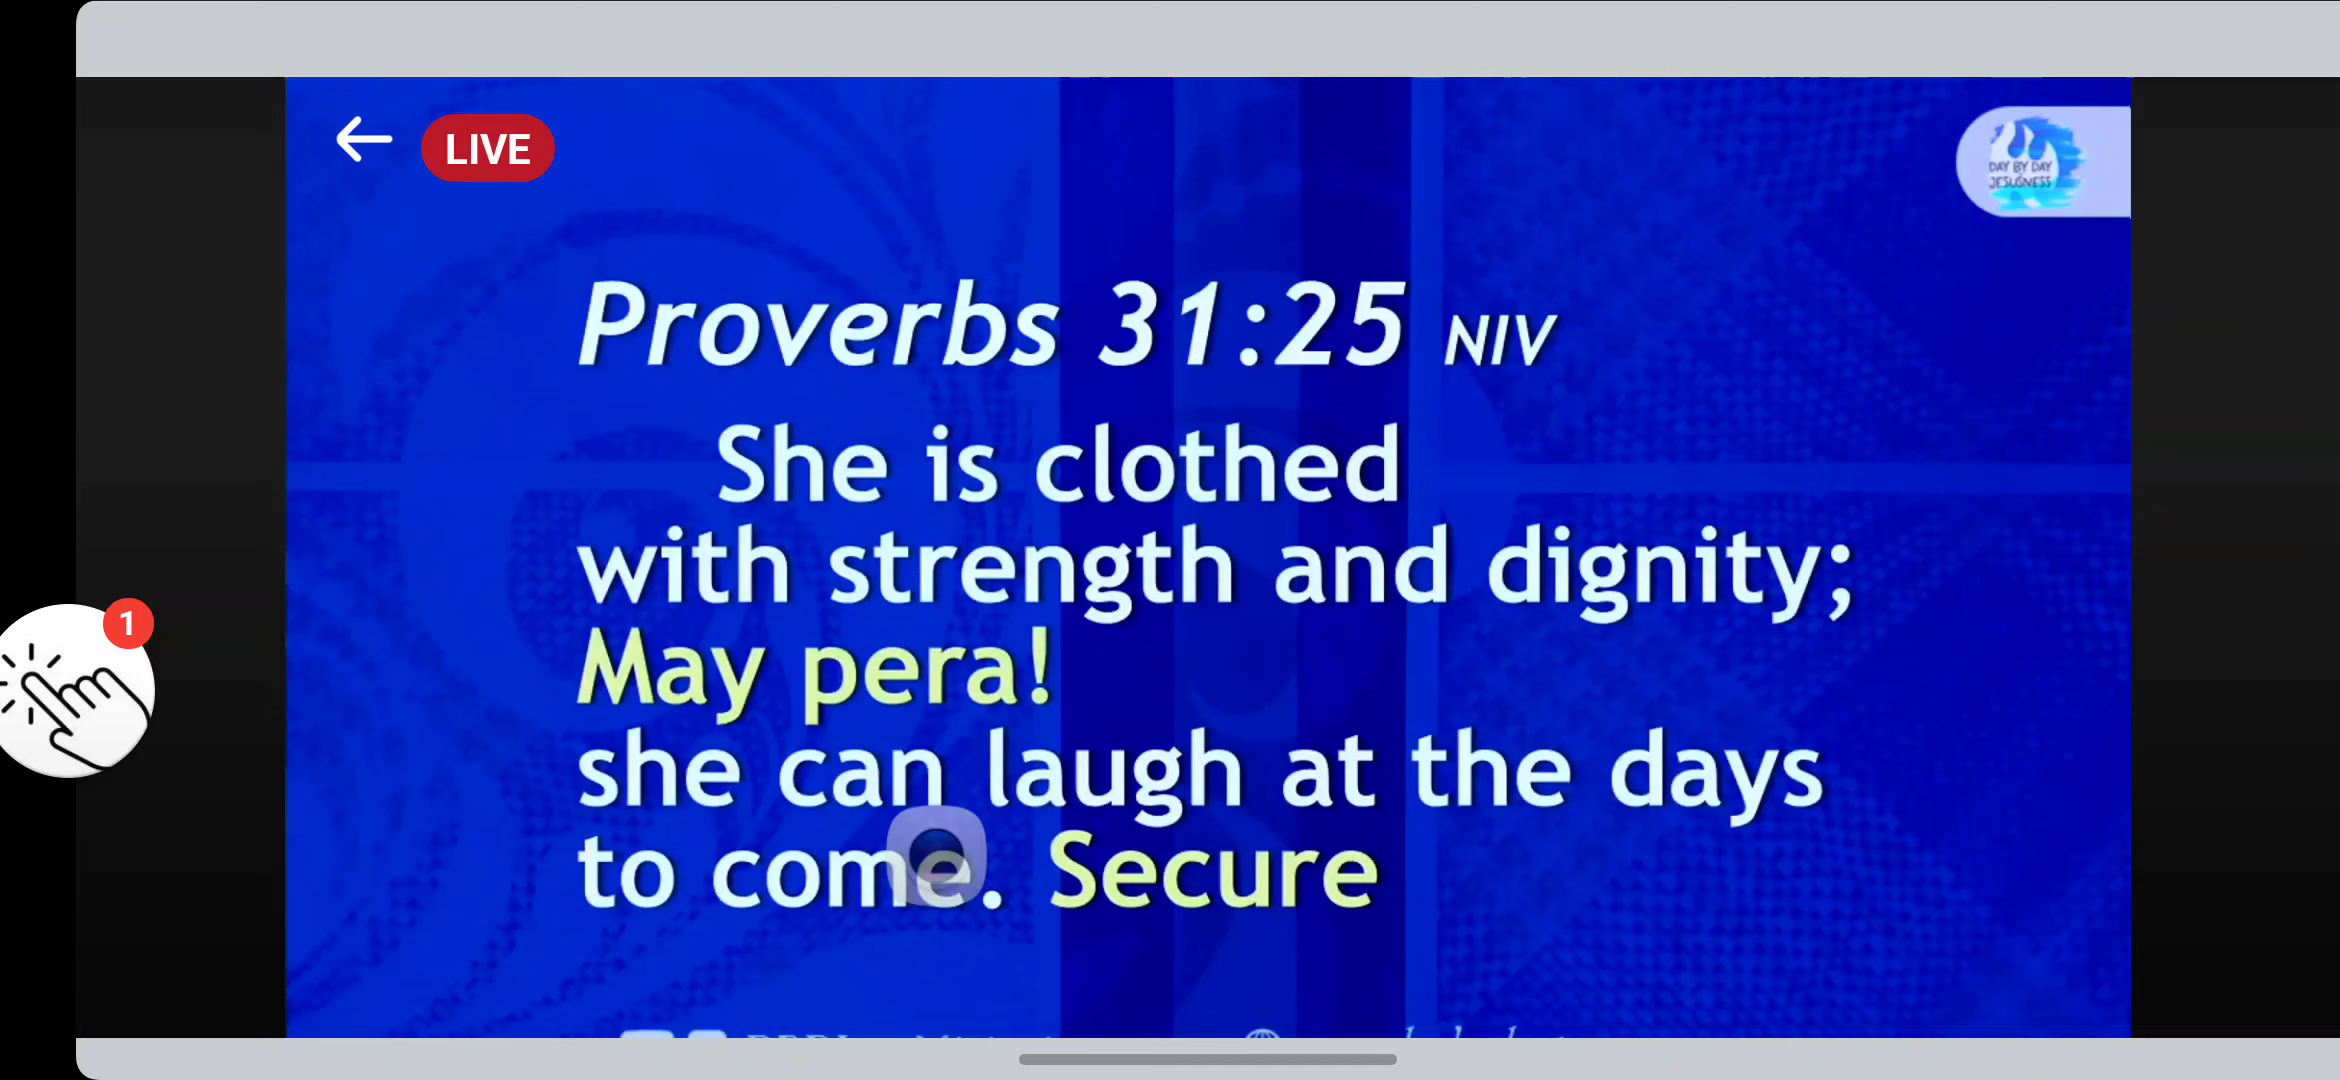 LIVE
DAY BY DAY
JESUSNESS
Proverbs 31:25 NIV
She is clothed
with strength and dignity;
May pera!
she can laugh at the days
to come. Secure
1